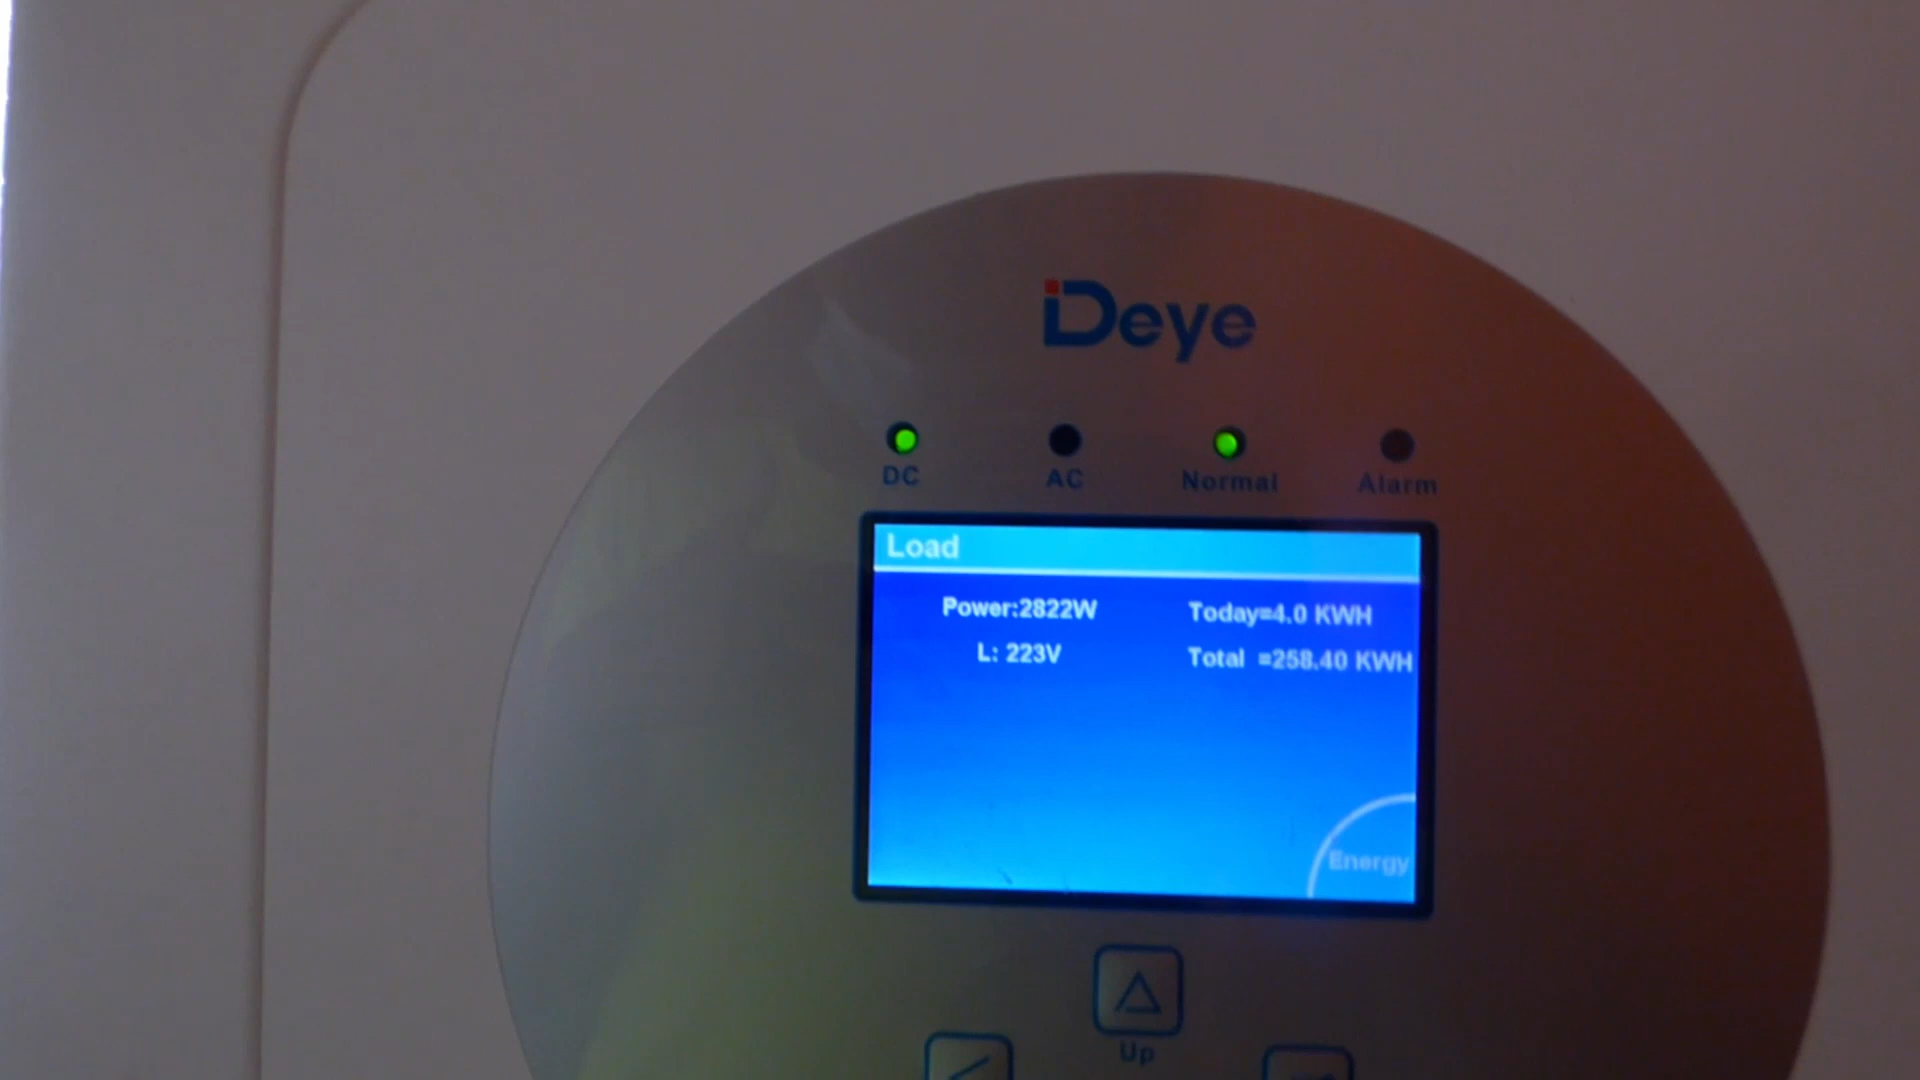 Deye
DC AC Normal Alarm
Load
Power:2822W Today=4.0 KWH
L: 223V Total =258.40 KWH
Energy
Up